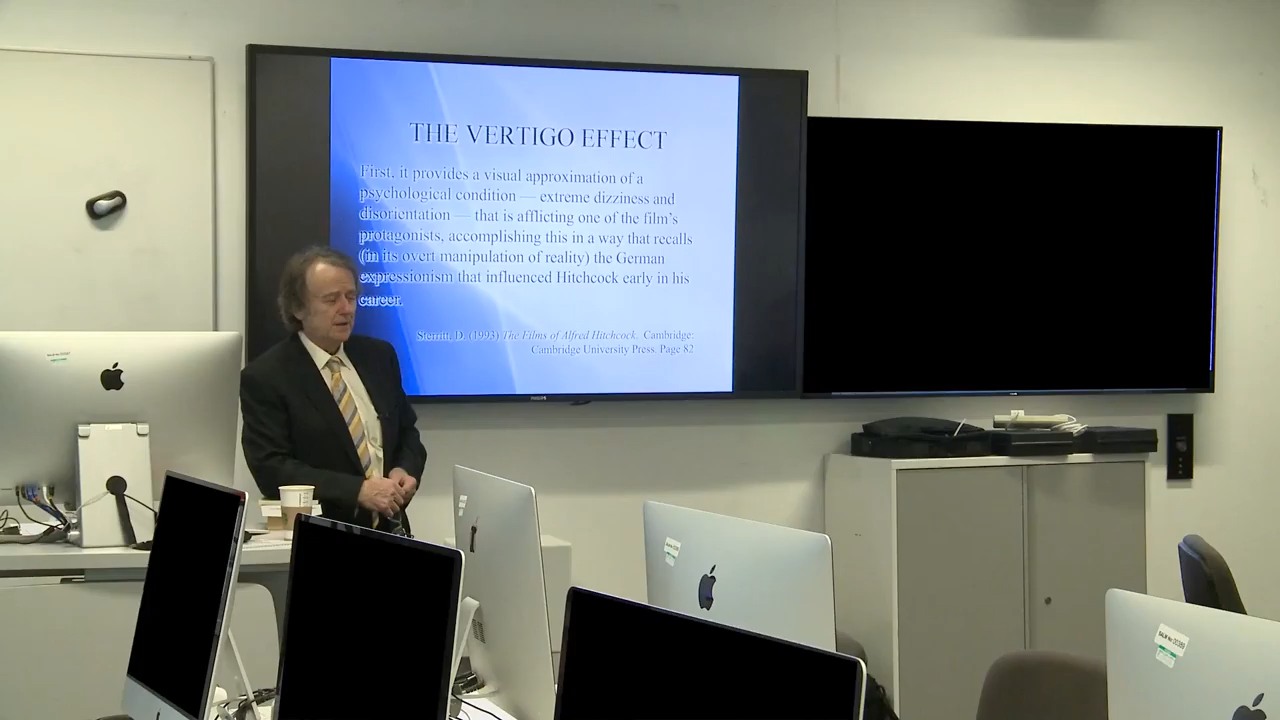 THE VERTIGO EFFECT
First, it provides a visual approximation of a
psychological condition — extreme dizziness and
disorientation — that is afflicting one of the film's
protagonists, accomplishing this in a way that recalls
(in its overt manipulation of reality) the German
expressionism that influenced Hitchcock early in his
career.
Sterritt, D. (1993) The Films of Alfred Hitchcock. Cambridge:
Cambridge University Press. Page 82
PHILIPS